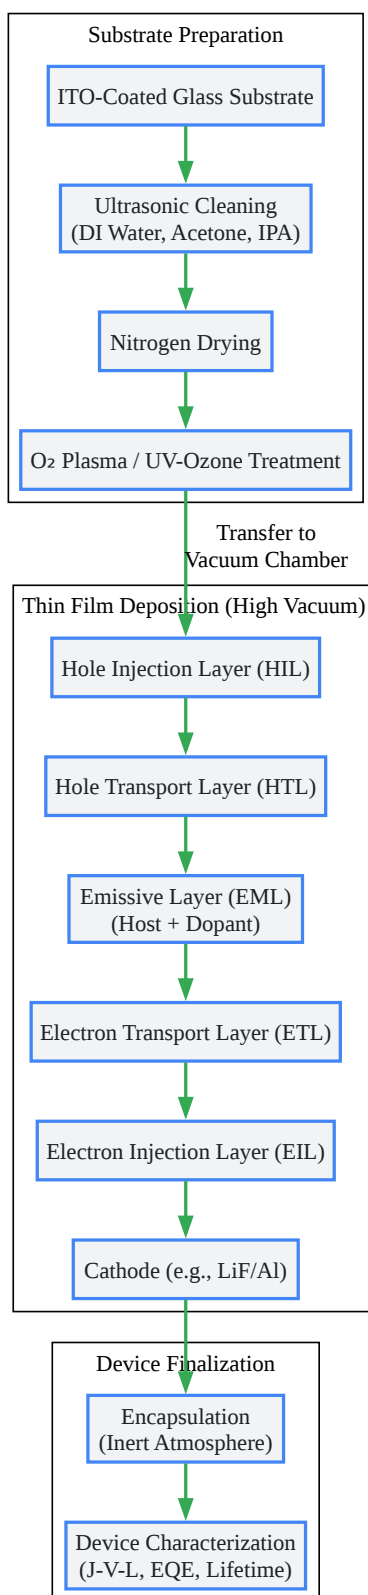 Substrate Preparation
ITO-Coated Glass Substrate
Ultrasonic Cleaning
(DI Water, Acetone, IPA)
Nitrogen Drying
O₂ Plasma / UV-Ozone Treatment
Transfer to
Vacuum Chamber
Thin Film Deposition (High Vacuum)
Hole Injection Layer (HIL)
Hole Transport Layer (HTL)
Emissive Layer (EML)
(Host + Dopant)
Electron Transport Layer (ETL)
Electron Injection Layer (EIL)
Cathode (e.g., LiF/Al)
Device Finalization
Encapsulation
(Inert Atmosphere)
Device Characterization
(J-V-L, EQE, Lifetime)